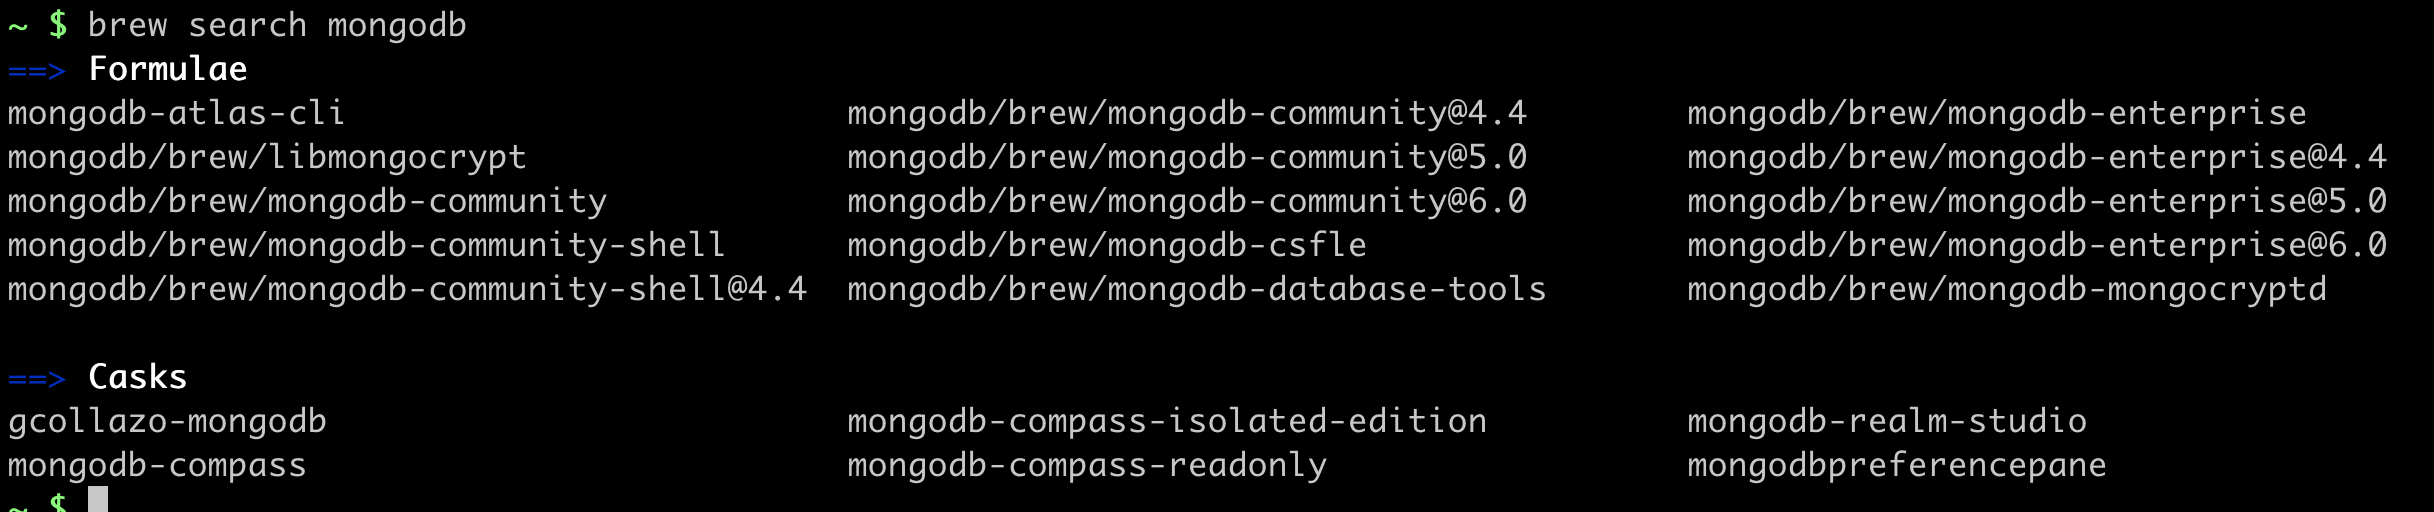 ~ $ brew search mongodb
==> Formulae
mongodb-atlas-cli mongodb/brew/mongodb-community@4.4 mongodb/brew/mongodb-enterprise
mongodb/brew/libmongocrypt mongodb/brew/mongodb-community@5.0 mongodb/brew/mongodb-enterprise@4.4
mongodb/brew/mongodb-community mongodb/brew/mongodb-community@6.0 mongodb/brew/mongodb-enterprise@5.0
mongodb/brew/mongodb-community-shell mongodb/brew/mongodb-csfle mongodb/brew/mongodb-enterprise@6.0
mongodb/brew/mongodb-community-shell@4.4 mongodb/brew/mongodb-database-tools mongodb/brew/mongodb-mongocryptd
==> Casks
gcollazo-mongodb mongodb-compass-isolated-edition mongodb-realm-studio
mongodb-compass mongodb-compass-readonly mongodbpreferencepane
~ $